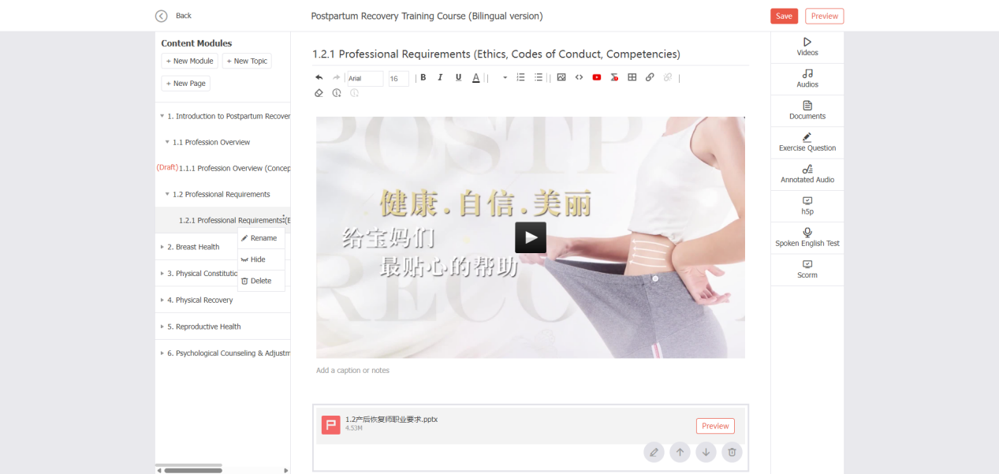 Back
Postpartum Recovery Training Course (Bilingual version)
Save
Preview
Content Modules
+ New Module
+ New Topic
+ New Page
1. Introduction to Postpartum Recover
1.1 Profession Overview
(Draft) 1.1.1 Profession Overview (Concep
1.2 Professional Requirements
1.2.1 Professional Requirements (E
Rename
Hide
Delete
2. Breast Health
3. Physical Constitutio
4. Physical Recovery
5. Reproductive Health
6. Psychological Counseling & Adjustm
1.2.1 Professional Requirements (Ethics, Codes of Conduct, Competencies)
Arial
16
B I U A
POSTP
健康.自信.美丽
给宝妈们
最贴心的帮助
RECO
Add a caption or notes
1.2产后恢复师职业要求.pptx
4.53M
Preview
Videos
Audios
Documents
Exercise Question
Annotated Audio
h5p
Spoken English Test
Scorm